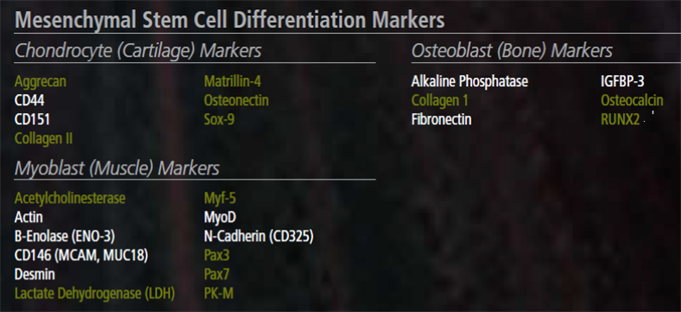 Mesenchymal Stem Cell Differentiation Markers
Chondrocyte (Cartilage) Markers
Aggrecan
CD44
CD151
Collagen II
Matrillin-4
Osteonectin
Sox-9
Osteoblast (Bone) Markers
Alkaline Phosphatase
Collagen 1
Fibronectin
IGFBP-3
Osteocalcin
RUNX2
Myoblast (Muscle) Markers
Acetylcholinesterase
Actin
B-Enolase (ENO-3)
CD146 (MCAM, MUC18)
Desmin
Lactate Dehydrogenase (LDH)
Myf-5
MyoD
N-Cadherin (CD325)
Pax3
Pax7
PK-M